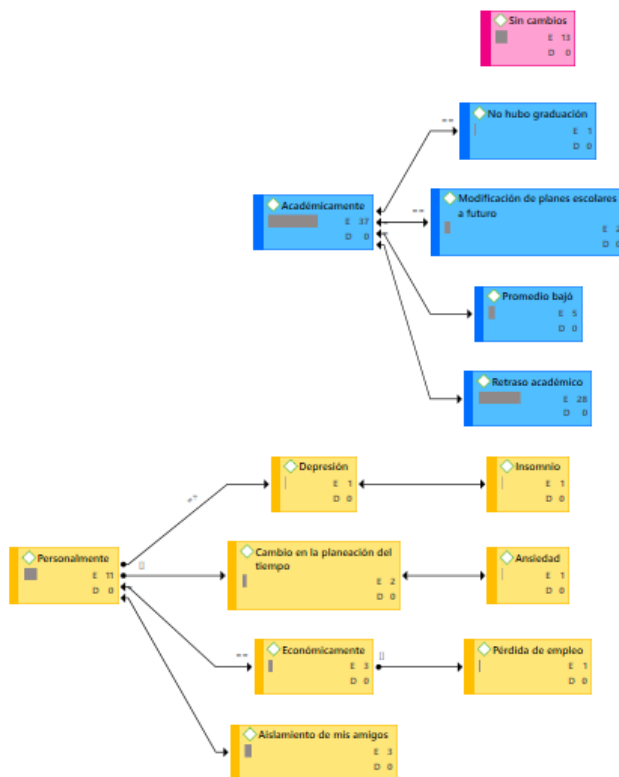 Sin cambios
E 13
D 0
No hubo graduación
E 1
D 0
==
Académicamente
E 37
D 0
==
Modificación de planes escolares
a futuro
E 2
D 0
Promedio bajó
E 5
D 0
Retraso académico
E 28
D 0
Depresión
E 1
D 0
Insomnio
E 1
D 0
=>
Personalmente
E 11
D 0
[]
Cambio en la planeación del
tiempo
E 2
D 0
Ansiedad
E 1
D 0
==
Económicamente
E 3
D 0
[]
Pérdida de empleo
E 1
D 0
Aislamiento de mis amigos
E 3
D 0